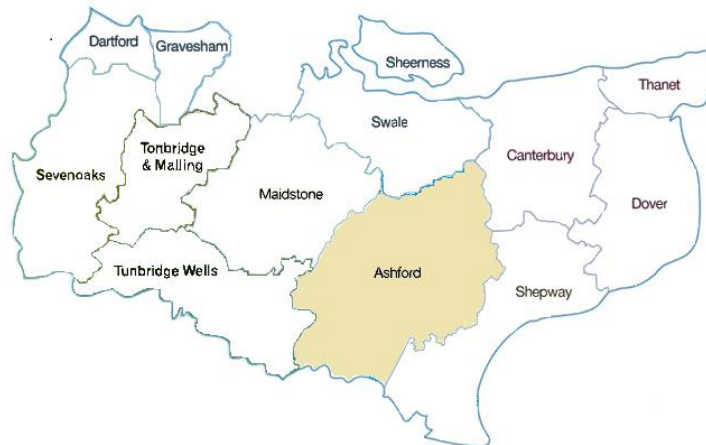 Dartford
Gravesham
Sheerness
Thanet
Swale
Tonbridge
& Malling
Canterbury
Sevenoaks
Maidstone
Dover
Tunbridge Wells
Ashford
Shepway